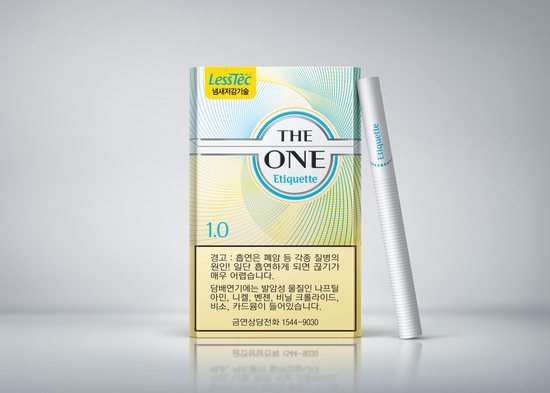 LessTec
냄새저감기술
THE
ONE
Etiquette
1.0
경고 : 흡연은 폐암 등 각종 질병의
원인! 일단 흡연하게 되면 끊기가
매우 어렵습니다.
담배연기에는 발암성 물질인 나프틸
아민, 니켈, 벤젠, 비닐 크롤라이드,
비소, 카드뮴이 들어있습니다.
금연상담전화 1544-9030
Etiquette